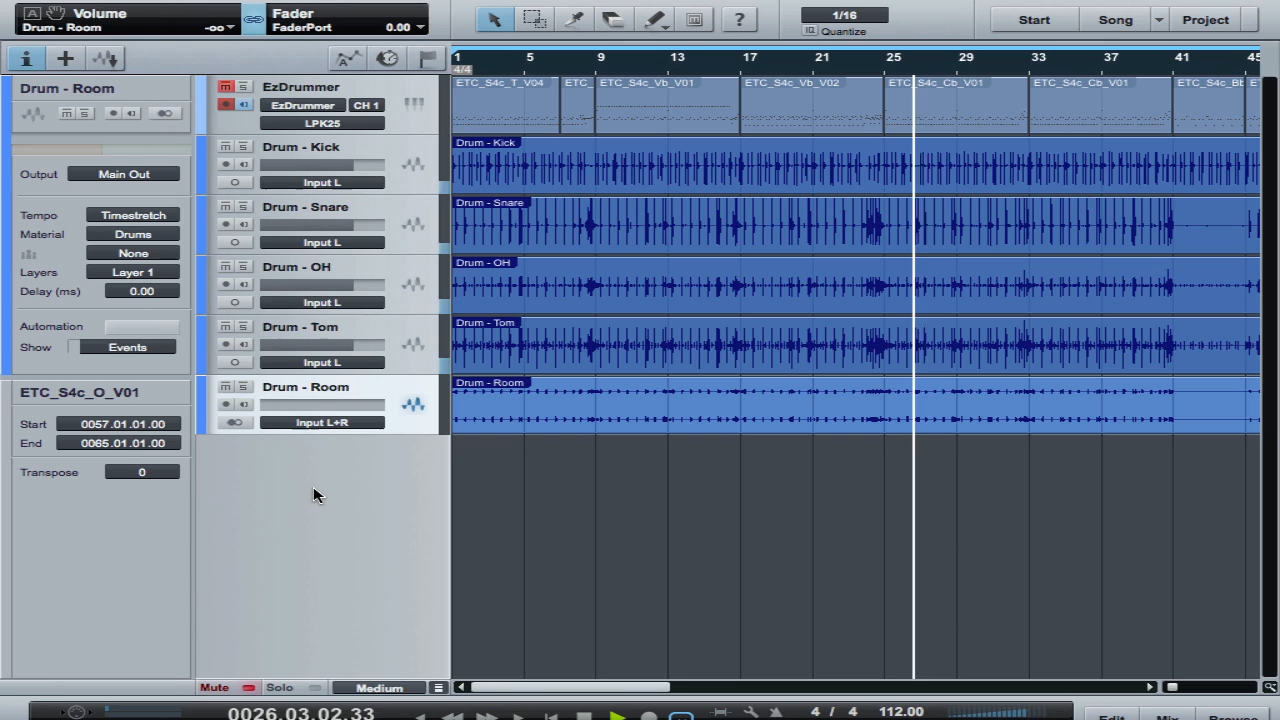 A Volume
Drum - Room -oo
Fader
FaderPort 0.00
?
1/16
IQ Quantize
Start Song Project
i +
A
1 5 9 13 17 21 25 29 33 37 41 45
4/4
Drum - Room
m s
Output Main Out
Tempo Timestretch
Material Drums
None
Layers Layer 1
Delay (ms) 0.00
Automation
Show Events
ETC_S4c_O_V01
Start 0057.01.01.00
End 0065.01.01.00
Transpose 0
m s EzDrummer
EzDrummer CH 1
LPK25
m s Drum - Kick
Input L
m s Drum - Snare
Input L
m s Drum - OH
Input L
m s Drum - Tom
Input L
m s Drum - Room
Input L+R
ETC_S4c_T_V04 ETC_ ETC_S4c_Vb_V01 ETC_S4c_Vb_V02 ETC_S4c_Cb_V01 ETC_S4c_Cb_V01 ETC_S4c_Bb
Drum - Kick
Drum - Snare
Drum - OH
Drum - Tom
Drum - Room
Mute Solo Medium
0026.03.02.33
4 / 4 112.00
Edit Mix Browse